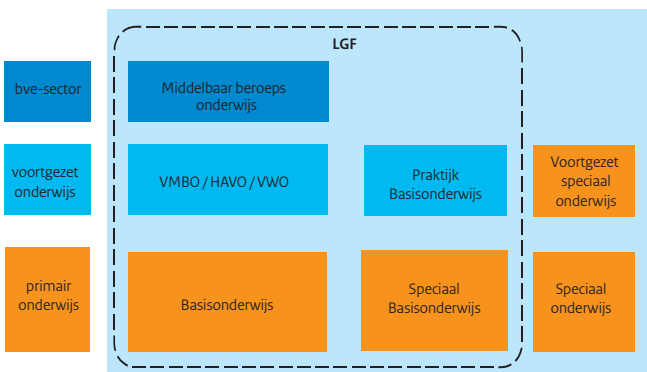 LGF
bve-sector
Middelbaar beroeps
onderwijs
voortgezet
onderwijs
VMBO / HAVO / VWO
Praktijk
Basisonderwijs
Voortgezet
speciaal
onderwijs
primair
onderwijs
Basisonderwijs
Speciaal
Basisonderwijs
Speciaal
onderwijs